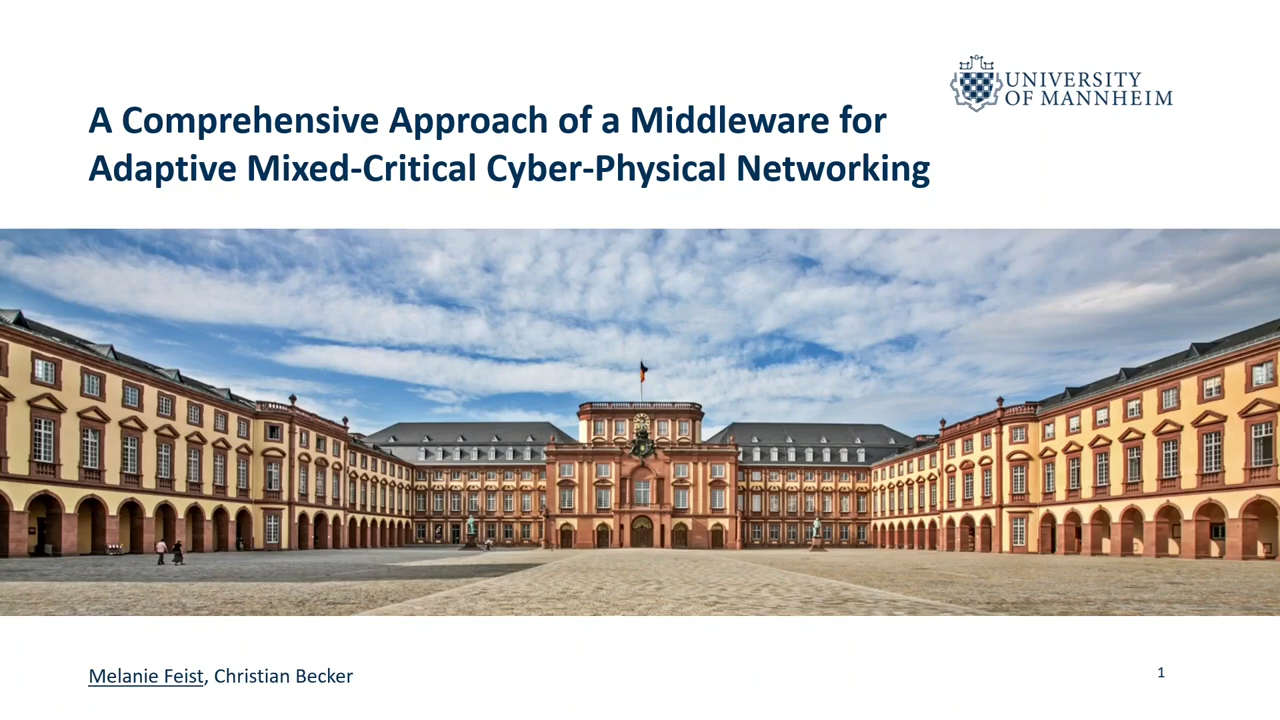 UNIVERSITY
OF MANNHEIM
A Comprehensive Approach of a Middleware for
Adaptive Mixed-Critical Cyber-Physical Networking
Melanie Feist, Christian Becker
1